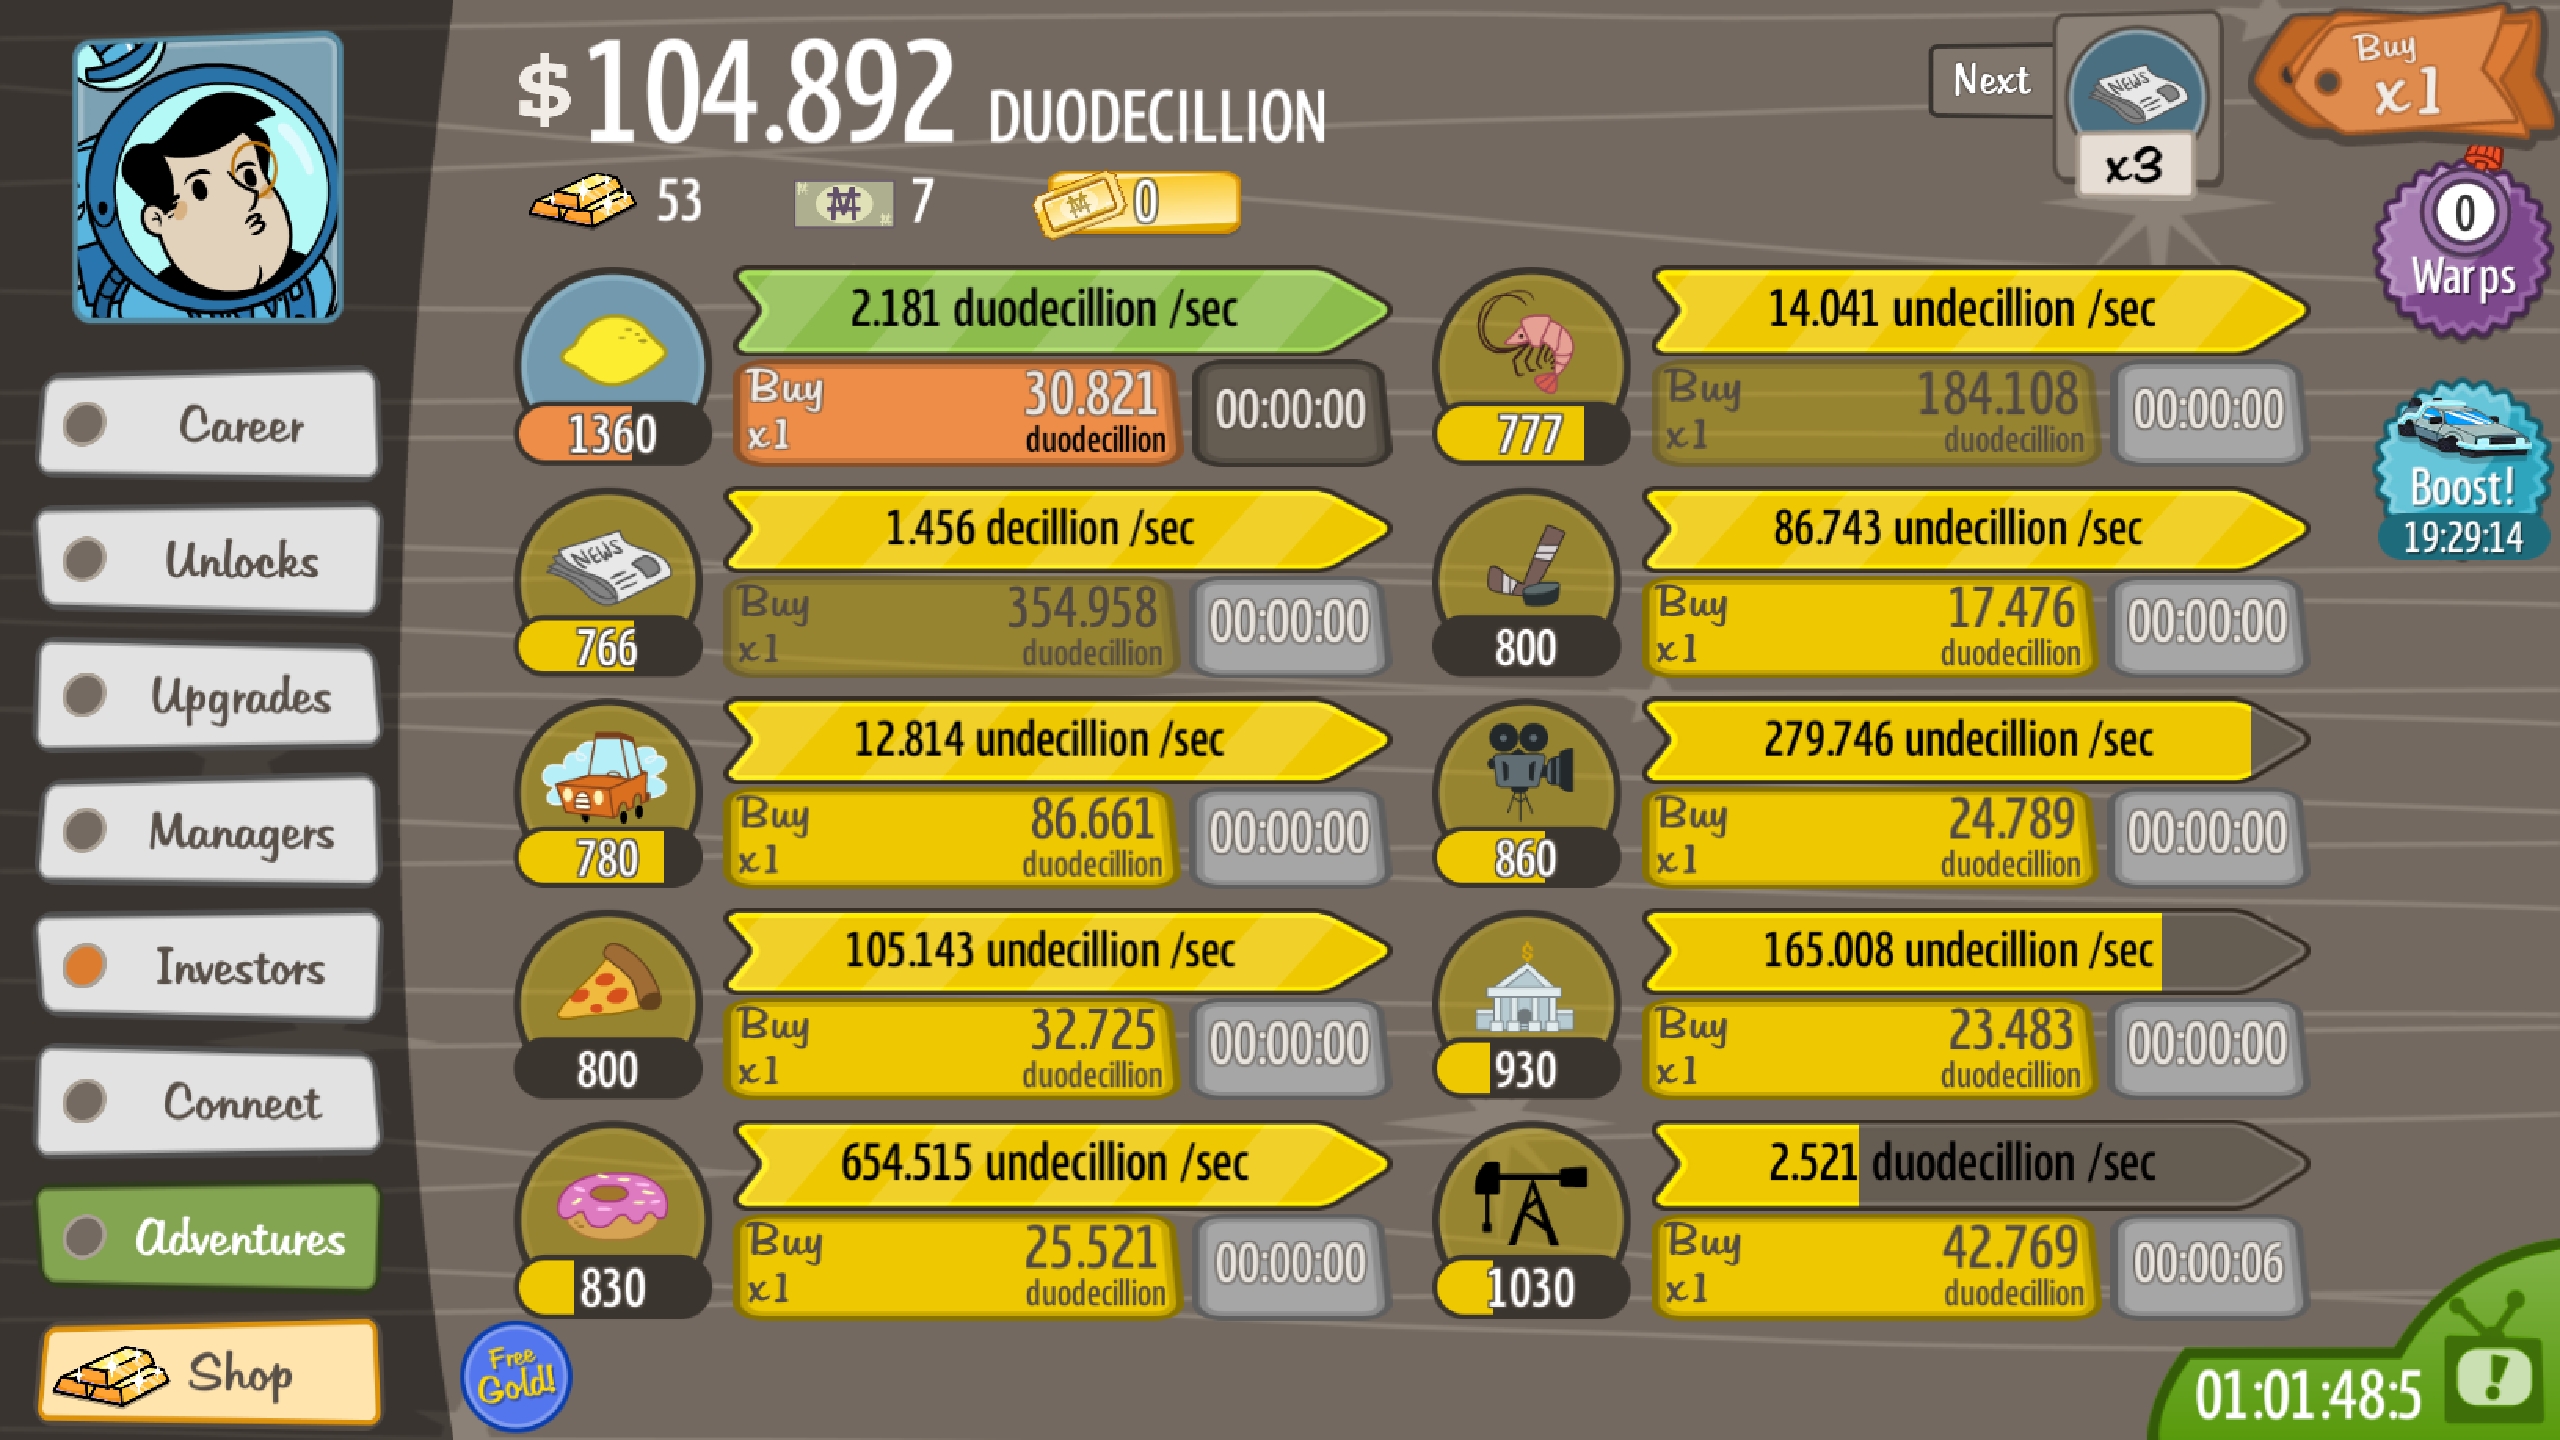 $104.892 DUODECILLION
53
7
0
Next
x3
Buy
x1
0
Warps
Boost!
19:29:14
Career
Unlocks
Upgrades
Managers
Investors
Connect
Adventures
Shop
2.181 duodecillion /sec
1360
Buy
x1
30.821
duodecillion
00:00:00
14.041 undecillion /sec
777
Buy
x1
184.108
duodecillion
00:00:00
NEWS
1.456 decillion /sec
766
Buy
x1
354.958
duodecillion
00:00:00
86.743 undecillion /sec
800
Buy
x1
17.476
duodecillion
00:00:00
12.814 undecillion /sec
780
Buy
x1
86.661
duodecillion
00:00:00
279.746 undecillion /sec
860
Buy
x1
24.789
duodecillion
00:00:00
105.143 undecillion /sec
800
Buy
x1
32.725
duodecillion
00:00:00
165.008 undecillion /sec
930
Buy
x1
23.483
duodecillion
00:00:00
654.515 undecillion /sec
830
Buy
x1
25.521
duodecillion
00:00:00
2.521 duodecillion /sec
1030
Buy
x1
42.769
duodecillion
00:00:06
Free
Gold!
01:01:48:5
NEWS